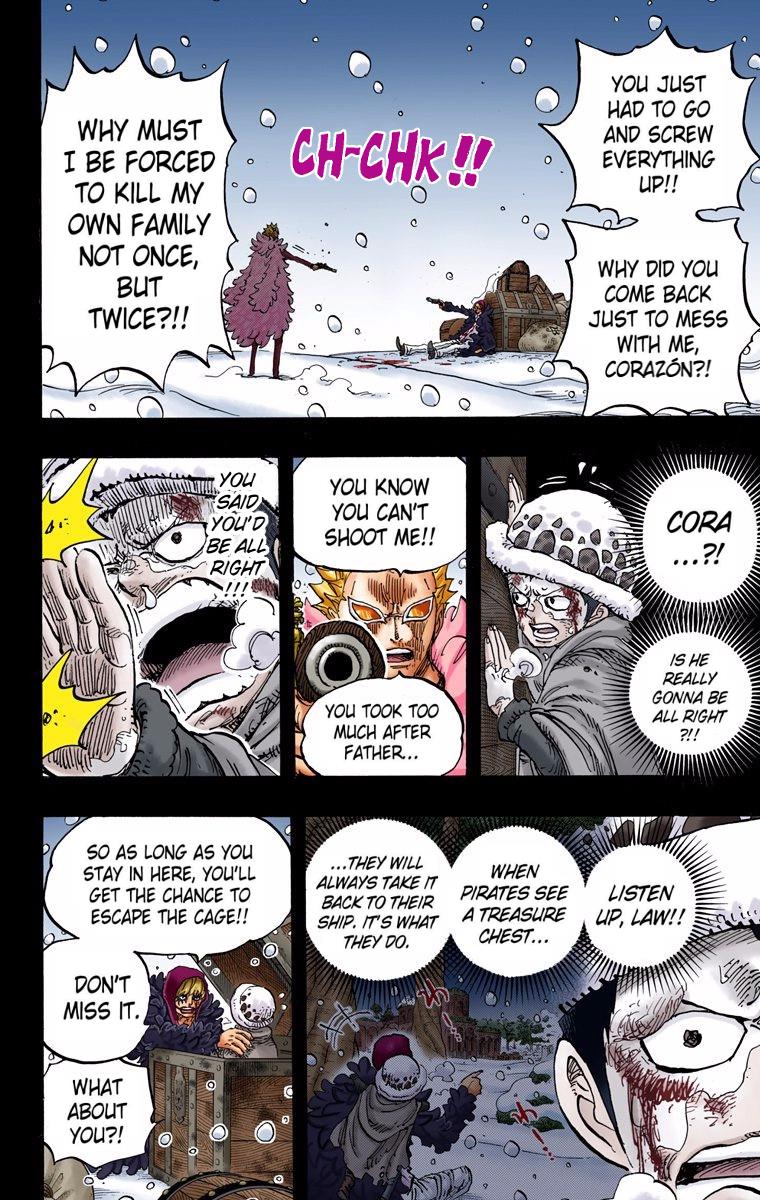 YOU JUST
HAD TO GO
AND SCREW
EVERYTHING
UP!!
WHY DID YOU
COME BACK
JUST TO MESS
WITH ME,
CORAZÓN?!
CH-CHK!!
WHY MUST
I BE FORCED
TO KILL MY
OWN FAMILY
NOT ONCE,
BUT
TWICE?!!
CORA
...?!
IS HE
REALLY
GONNA BE
ALL RIGHT
?!!
YOU KNOW
YOU CAN'T
SHOOT ME!!
YOU TOOK TOO
MUCH AFTER
FATHER...
YOU
SAID
YOU'D
BE ALL
RIGHT
!!!
LISTEN
UP, LAW!!
WHEN
PIRATES SEE
A TREASURE
CHEST...
...THEY WILL
ALWAYS TAKE IT
BACK TO THEIR
SHIP. IT'S WHAT
THEY DO.
SO AS LONG AS YOU
STAY IN HERE, YOU'LL
GET THE CHANCE TO
ESCAPE THE CAGE!!
DON'T
MISS IT.
WHAT
ABOUT
YOU?!